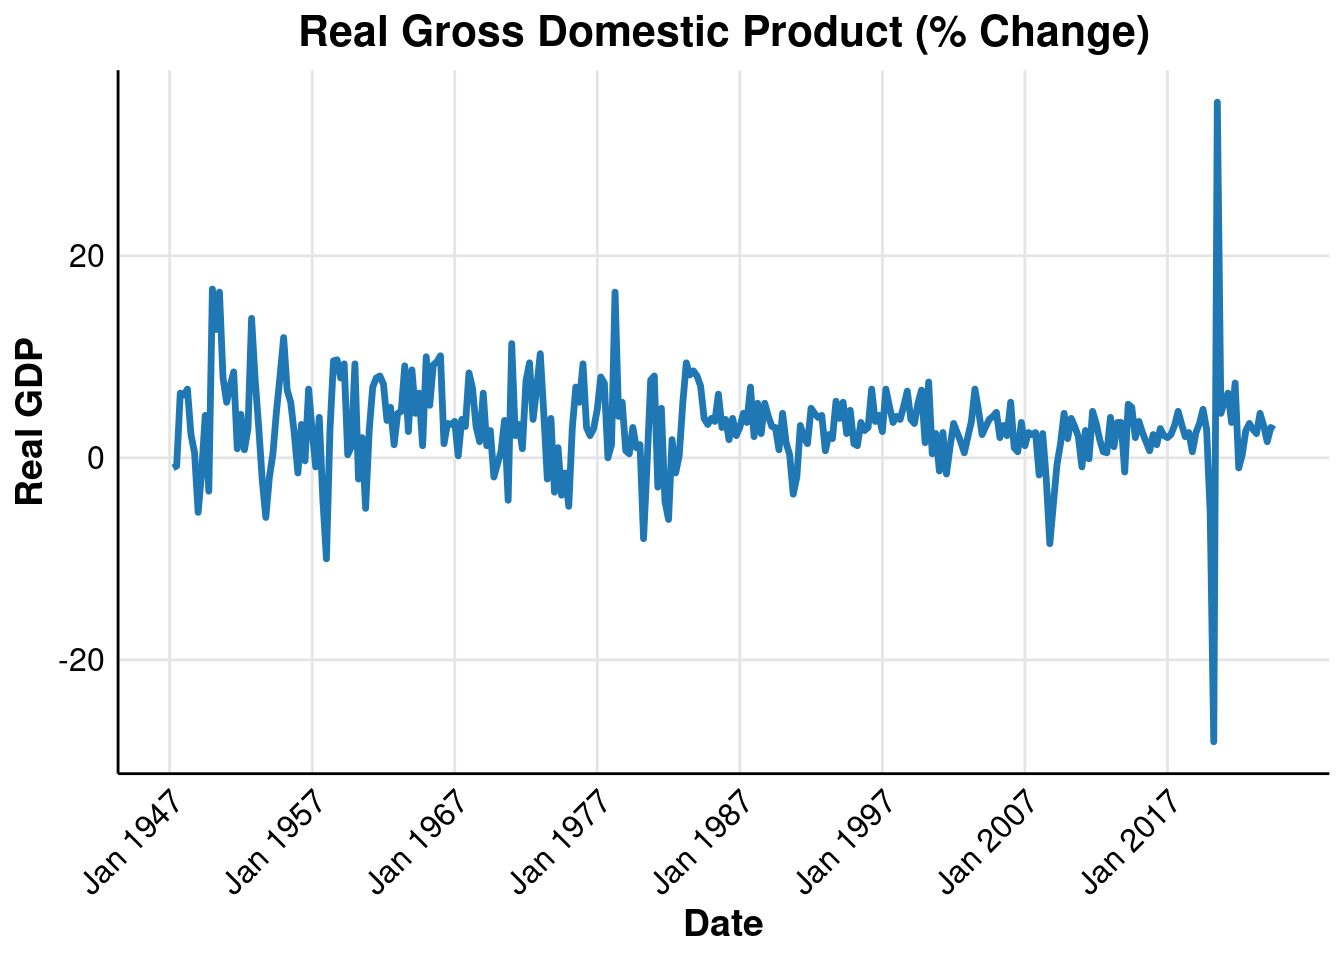 Real Gross Domestic Product (% Change)
Real GDP
20
0
-20
Jan 1947
Jan 1957
Jan 1967
Jan 1977
Jan 1987
Jan 1997
Jan 2007
Jan 2017
Date